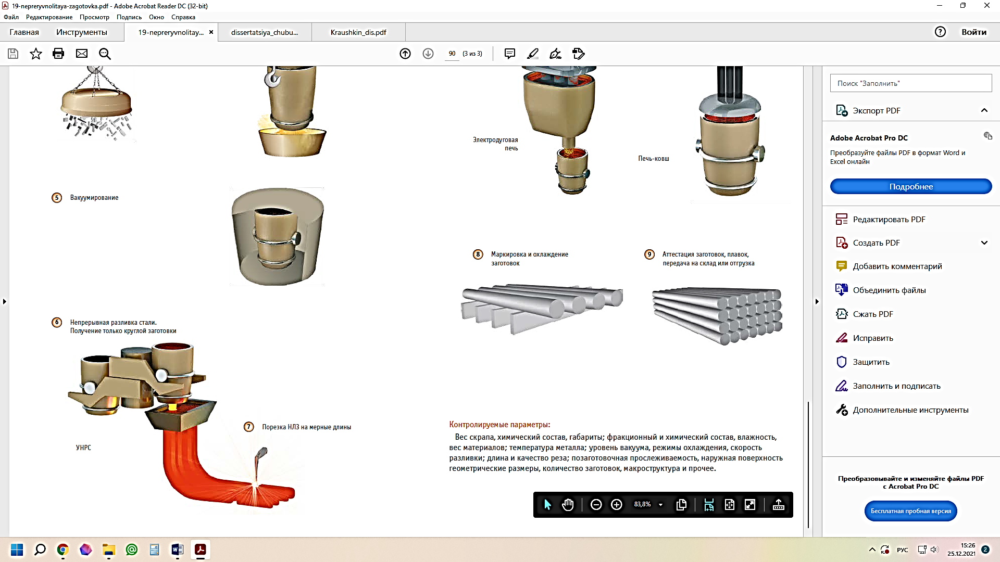 19-nepreryvnolitaya-zagotovka.pdf - Adobe Acrobat Reader DC (32-bit)
Файл Редактирование Просмотр Подпись Окно Справка
Главная Инструменты 19-nepreryvnolitay... × dissertatsiya_chubu... Kraushkin_dis.pdf Войти
90 (3 из 3)
Электродуговая
печь
Печь-ковш
5 Вакуумирование
8 Маркировка и охлаждение
заготовок
9 Аттестация заготовок, плавок,
передача на склад или отгрузка
6 Непрерывная разливка стали.
Получение только круглой заготовки
УНРС
7 Порезка НЛЗ на мерные длины
Контролируемые параметры:
Вес скрапа, химический состав, габариты; фракционный и химический состав, влажность,
вес материалов; температура металла; уровень вакуума, режимы охлаждения, скорость
разливки; длина и качество реза; позаготовочная прослеживаемость, наружная поверхность
геометрические размеры, количество заготовок, макроструктура и прочее.
83,8%
Поиск "Заполнить"
Экспорт PDF
Adobe Acrobat Pro DC
Преобразуйте файлы PDF в формат Word и
Excel онлайн
Подробнее
Редактировать PDF
Создать PDF
Добавить комментарий
Объединить файлы
Сжать PDF
Исправить
Защитить
Заполнить и подписать
Дополнительные инструменты
Преобразовывайте и изменяйте файлы PDF
с Acrobat Pro DC
Бесплатная пробная версия
РУС
15:26
25.12.2021
2